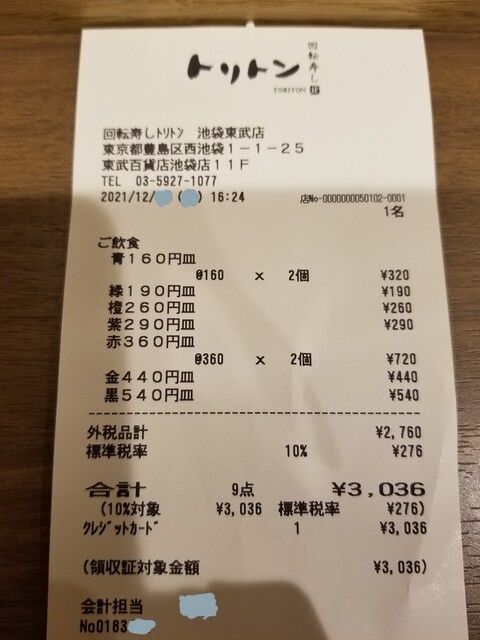 トリトン
回転寿し
TORITON
回転寿しﾄﾘﾄﾝ 池袋東武店
東京都豊島区西池袋１－１－２５
東武百貨店池袋店１１Ｆ
TEL 03-5927-1077
2021/12/ ( ) 16:24 店No-0000000050102-0001
1名
ご飲食
青１６０円皿
@160 × 2個 ¥320
緑１９０円皿 ¥190
橙２６０円皿 ¥260
紫２９０円皿 ¥290
赤３６０円皿
@360 × 2個 ¥720
金４４０円皿 ¥440
黒５４０円皿 ¥540
外税品計 ¥2,760
標準税率 10% ¥276
合計 9点 ¥3,036
(10%対象 ¥3,036 標準税率 ¥276)
ｸﾚｼﾞｯﾄｶｰﾄﾞ 1 ¥3,036
(領収証対象金額 ¥3,036)
会計担当
No0183